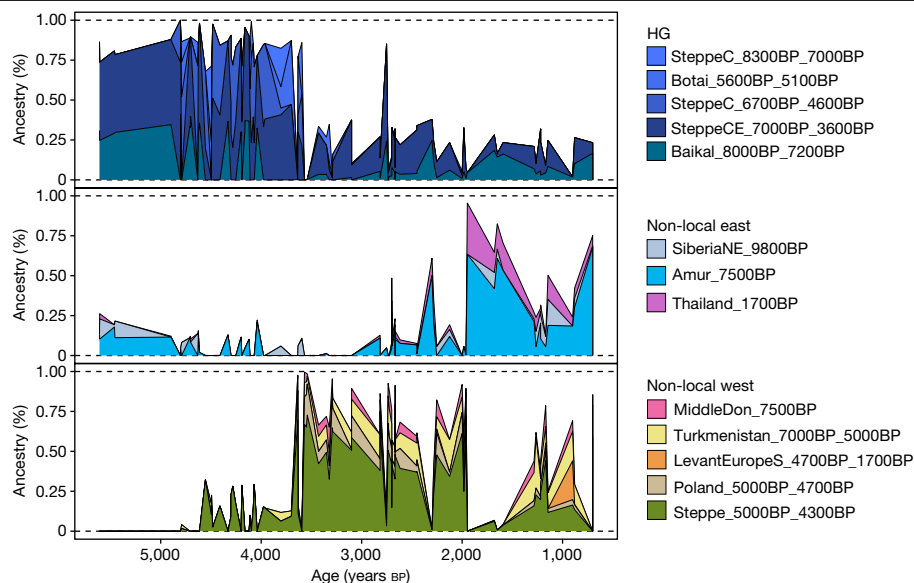 1.00
0.75
0.50
0.25
0
Ancestry (%)
HG
SteppeC_8300BP_7000BP
Botai_5600BP_5100BP
SteppeC_6700BP_4600BP
SteppeCE_7000BP_3600BP
Baikal_8000BP_7200BP
1.00
0.75
0.50
0.25
0
Ancestry (%)
Non-local east
SiberiaNE_9800BP
Amur_7500BP
Thailand_1700BP
1.00
0.75
0.50
0.25
0
Ancestry (%)
Non-local west
MiddleDon_7500BP
Turkmenistan_7000BP_5000BP
LevantEuropeS_4700BP_1700BP
Poland_5000BP_4700BP
Steppe_5000BP_4300BP
5,000 4,000 3,000 2,000 1,000
Age (years BP)